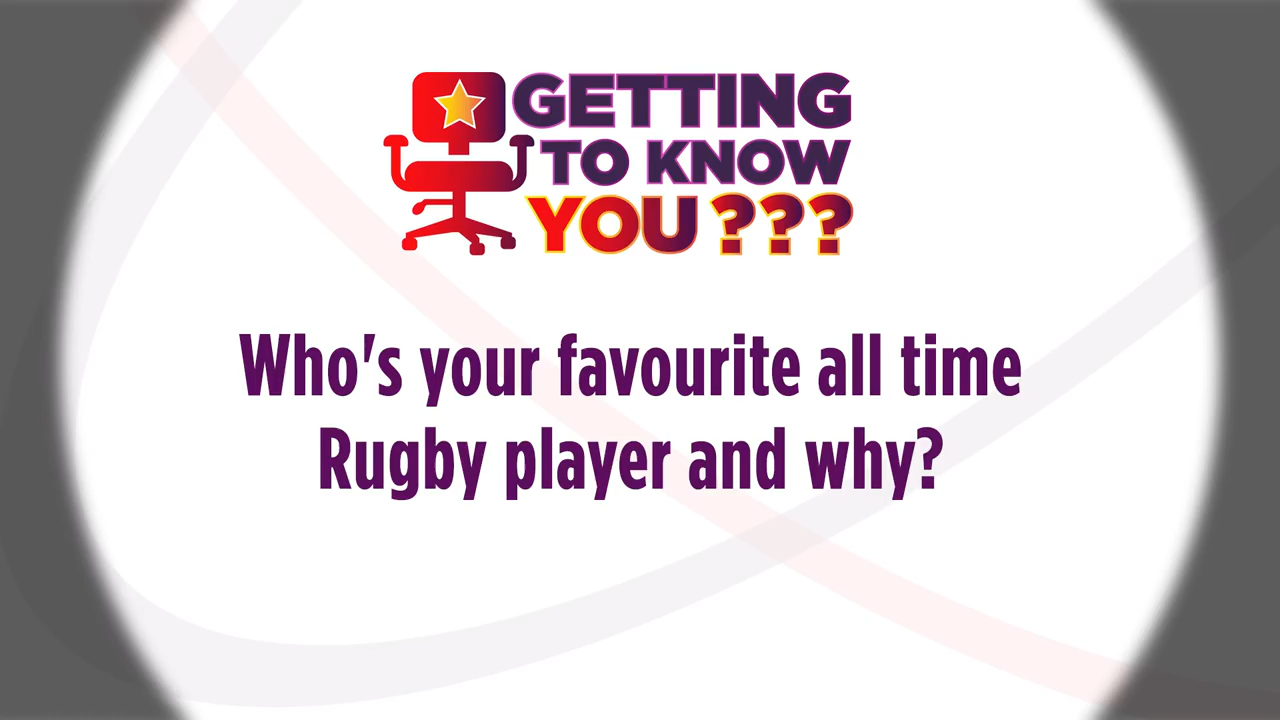 GETTING
TO KNOW
YOU ???
Who's your favourite all time
Rugby player and why?